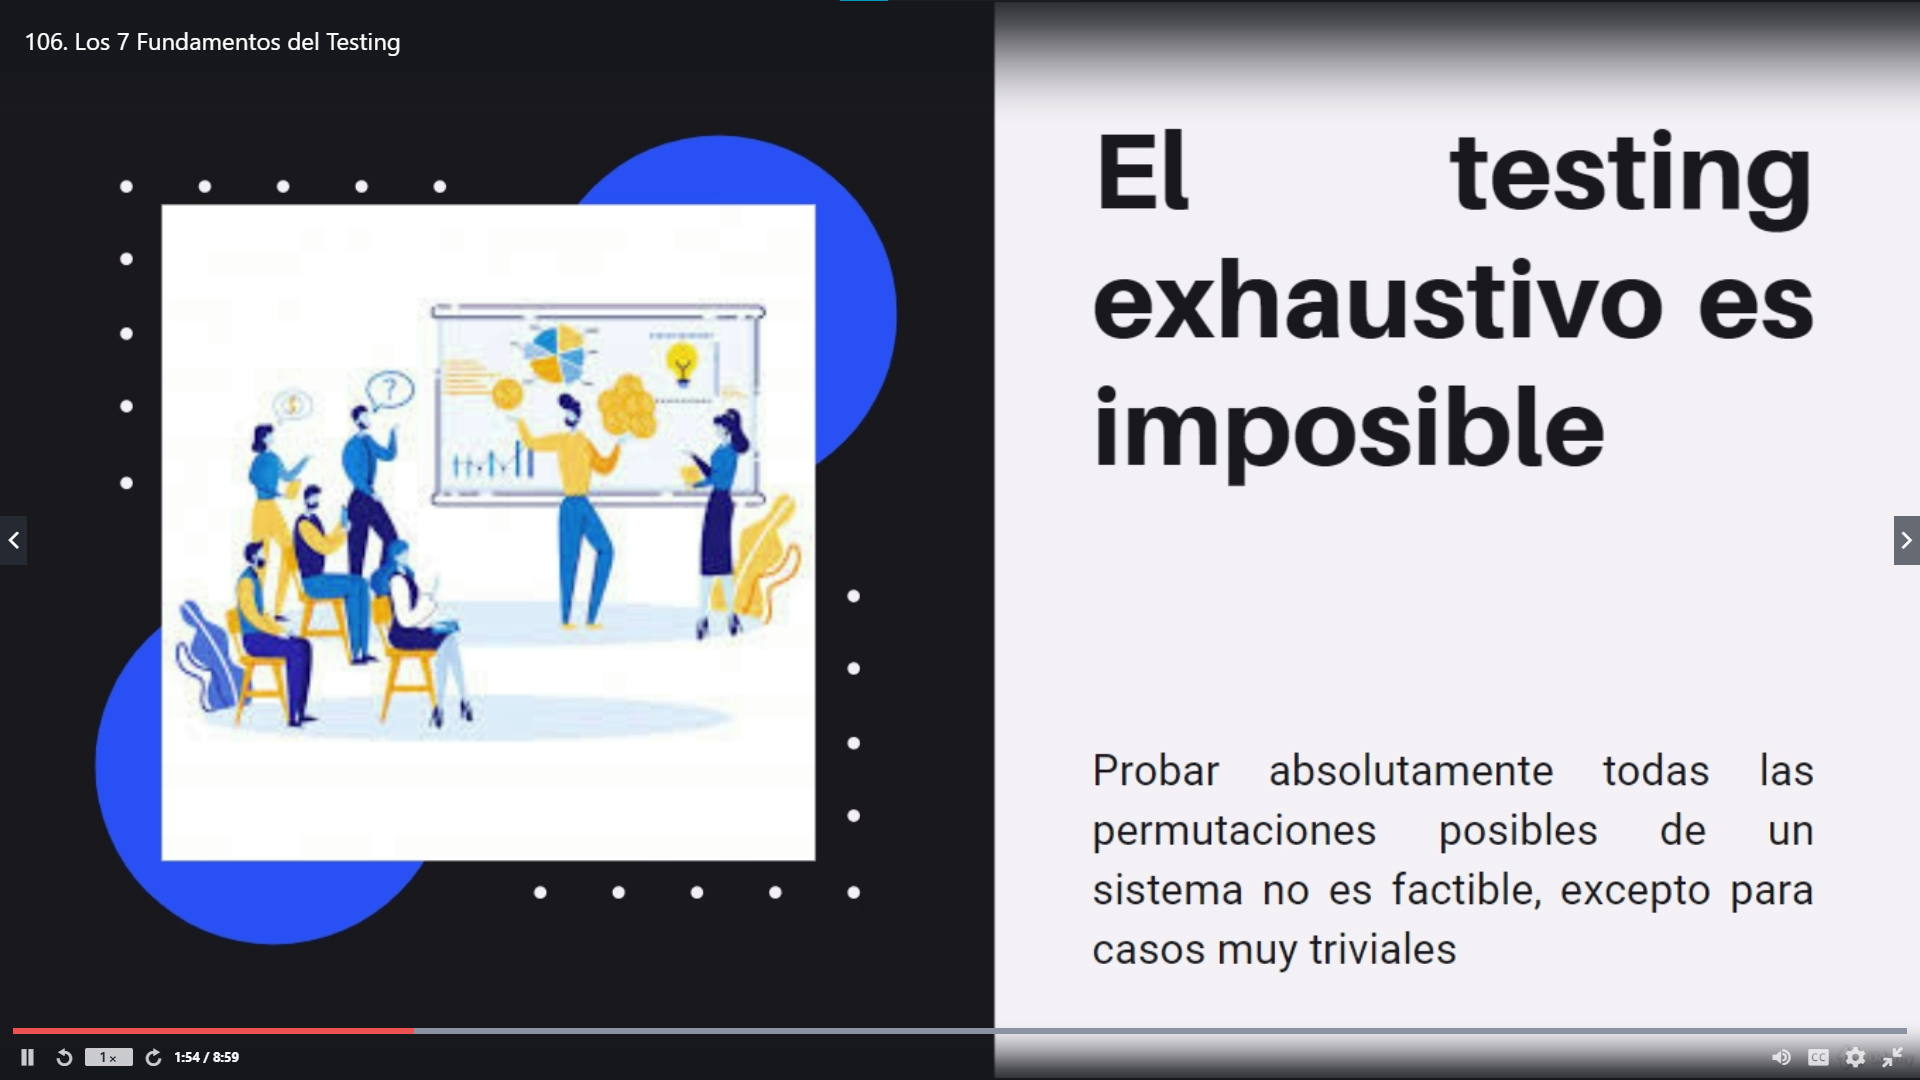 106. Los 7 Fundamentos del Testing
El testing
exhaustivo es
imposible
?
$
Probar absolutamente todas las
permutaciones posibles de un
sistema no es factible, excepto para
casos muy triviales
1 x
1:54 / 8:59
CC